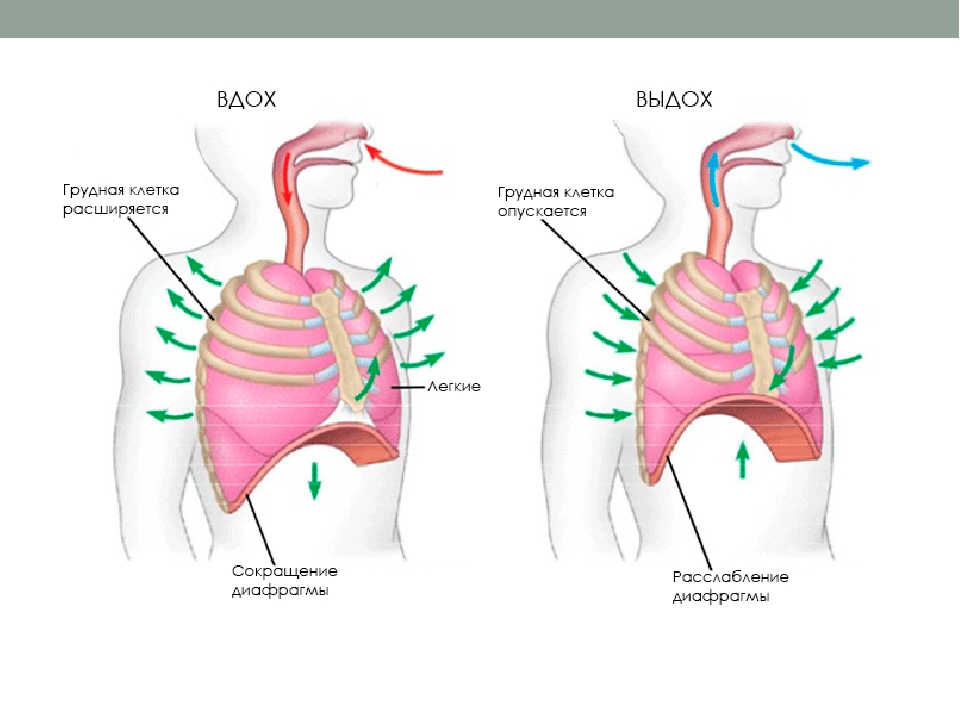 ВДОХ
Грудная клетка
расширяется
Легкие
Сокращение
диафрагмы
ВЫДОХ
Грудная клетка
опускается
Расслабление
диафрагмы